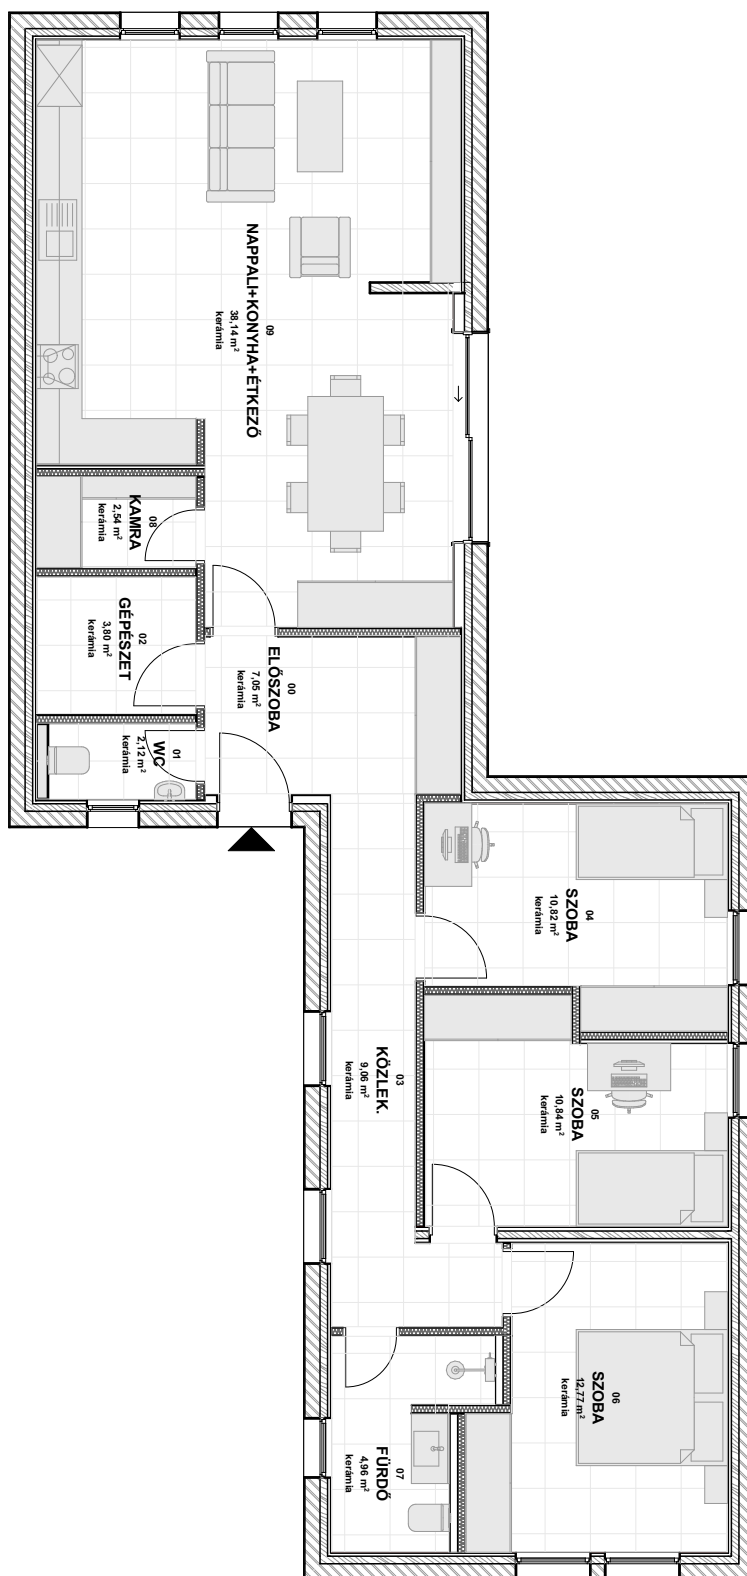 09
NAPPALI+KONYHA+ÉTKEZŐ
38,14 m²
kerámia
08
KAMRA
2,54 m²
kerámia
02
GÉPÉSZET
3,80 m²
kerámia
00
ELŐSZOBA
7,05 m²
kerámia
01
WC
2,12 m²
kerámia
04
SZOBA
10,82 m²
kerámia
03
KÖZLEK.
9,06 m²
kerámia
05
SZOBA
10,84 m²
kerámia
06
SZOBA
12,77 m²
kerámia
07
FÜRDŐ
4,96 m²
kerámia